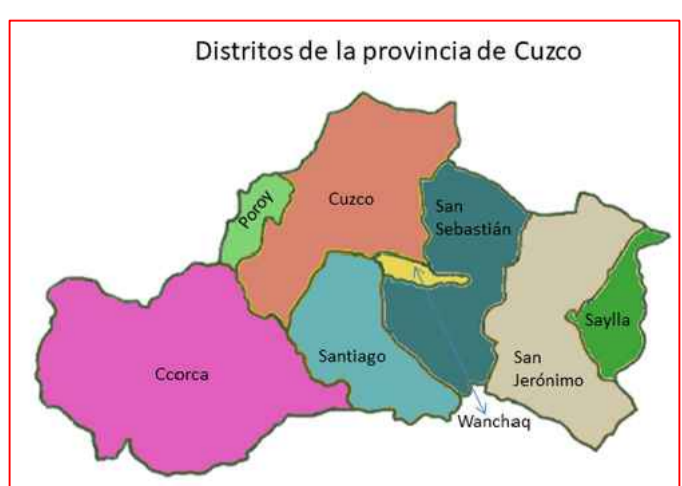 Distritos de la provincia de Cuzco
Poroy
Cuzco
San
Sebastián
Saylla
Santiago
San
Jerónimo
Ccorca
Wanchaq